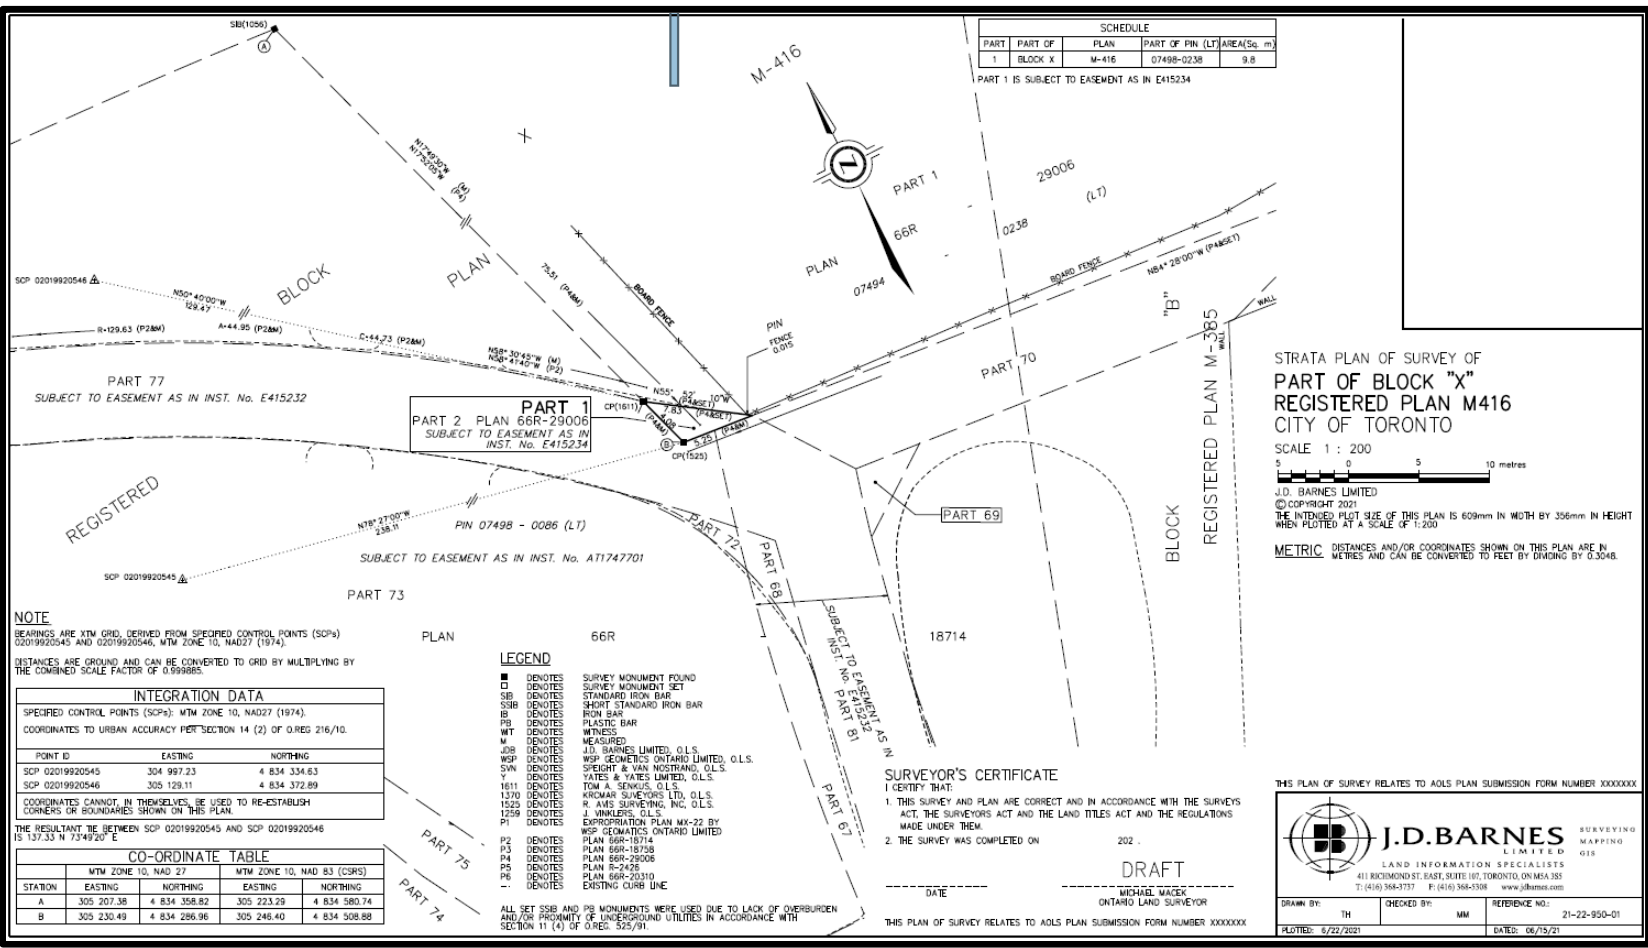 SIB(1056)
A
M-416
SCHEDULE
PART PART OF PLAN PART OF PIN (LT) AREA(Sq. m)
1 BLOCK X M-416 07498-0238 9.8
PART 1 IS SUBJECT TO EASEMENT AS IN E415234
X
N17°49'30"W (M)
N17°52'05"W (P4)
Z
PART 1
29006
(LT)
66R
0238
PLAN
07494
BLOCK
PLAN
SCP 02019920546
N50° 40'00"W
129.47
75.51 (P4&M)
BOARD FENCE
BOARD FENCE
N84° 28'00"W (P4&SET)
R=129.63 (P2&M)
A=44.95 (P2&M)
C=44.73 (P2&M)
N58° 30'45"W (M)
N58° 47'40"W (P2)
PIN
FENCE
0.015
"B"
WALL
WALL
PART 70
PART 77
SUBJECT TO EASEMENT AS IN INST. No. E415232
N55° 52' 10"W
(P4&SET)
7.83 (P4&SET)
CP(1611)
4.08
(P4&M)
5.25 (P4&M)
B
CP(1525)
PART 1
PART 2 PLAN 66R-29006
SUBJECT TO EASEMENT AS IN
INST. No. E415234
REGISTERED PLAN M-385
BLOCK
STRATA PLAN OF SURVEY OF
PART OF BLOCK "X"
REGISTERED PLAN M416
CITY OF TORONTO
SCALE 1 : 200
5 0 5 10 metres
J.D. BARNES LIMITED
© COPYRIGHT 2021
THE INTENDED PLOT SIZE OF THIS PLAN IS 609mm IN WIDTH BY 356mm IN HEIGHT
WHEN PLOTTED AT A SCALE OF 1:200
METRIC DISTANCES AND/OR COORDINATES SHOWN ON THIS PLAN ARE IN
METRES AND CAN BE CONVERTED TO FEET BY DIVIDING BY 0.3048.
REGISTERED
N78° 27'00"W
238.11
PIN 07498 - 0086 (LT)
SUBJECT TO EASEMENT AS IN INST. No. AT1747701
PART 72
PART 69
PART 68
SCP 02019920545
PART 73
PLAN
66R
18714
SUBJECT TO EASEMENT AS IN
INST. No. E415232
PART 81
PART 67
PART 75
PART 74
NOTE
BEARINGS ARE XTM GRID, DERIVED FROM SPECIFIED CONTROL POINTS (SCPs)
02019920545 AND 02019920546, MTM ZONE 10, NAD27 (1974).
DISTANCES ARE GROUND AND CAN BE CONVERTED TO GRID BY MULTIPLYING BY
THE COMBINED SCALE FACTOR OF 0.999885.
INTEGRATION DATA
SPECIFIED CONTROL POINTS (SCPs): MTM ZONE 10, NAD27 (1974).
COORDINATES TO URBAN ACCURACY PER SECTION 14 (2) OF O.REG 216/10.
POINT ID EASTING NORTHING
SCP 02019920545 304 997.23 4 834 334.63
SCP 02019920546 305 129.11 4 834 372.89
COORDINATES CANNOT, IN THEMSELVES, BE USED TO RE-ESTABLISH
CORNERS OR BOUNDARIES SHOWN ON THIS PLAN.
THE RESULTANT TIE BETWEEN SCP 02019920545 AND SCP 02019920546
IS 137.33 N 73°49'20" E
CO-ORDINATE TABLE
MTM ZONE 10, NAD 27 MTM ZONE 10, NAD 83 (CSRS)
STATION EASTING NORTHING EASTING NORTHING
A 305 207.38 4 834 358.82 305 223.29 4 834 580.74
B 305 230.49 4 834 286.96 305 246.40 4 834 508.88
LEGEND
■ DENOTES SURVEY MONUMENT FOUND
□ DENOTES SURVEY MONUMENT SET
SIB DENOTES STANDARD IRON BAR
SSIB DENOTES SHORT STANDARD IRON BAR
IB DENOTES IRON BAR
PB DENOTES PLASTIC BAR
WIT DENOTES WITNESS
M DENOTES MEASURED
JDB DENOTES J.D. BARNES LIMITED, O.L.S.
WSP DENOTES WSP GEOMETICS ONTARIO LIMITED, O.L.S.
SVN DENOTES SPEIGHT & VAN NOSTRAND, O.L.S.
Y DENOTES YATES & YATES LIMITED, O.L.S.
1611 DENOTES TOM A. SENKUS, O.L.S.
1370 DENOTES KRCMAR SUVEYORS LTD, O.L.S.
1525 DENOTES R. AVIS SURVEYING, INC, O.L.S.
1259 DENOTES J. VINKLERS, O.L.S.
P1 DENOTES EXPROPRIATION PLAN MX-22 BY
WSP GEOMATICS ONTARIO LIMITED
P2 DENOTES PLAN 66R-18714
P3 DENOTES PLAN 66R-18758
P4 DENOTES PLAN 66R-29006
P5 DENOTES PLAN R-2426
P6 DENOTES PLAN 66R-20310
-·- DENOTES EXISTING CURB LINE
ALL SET SSIB AND PB MONUMENTS WERE USED DUE TO LACK OF OVERBURDEN
AND/OR PROXIMITY OF UNDERGROUND UTILITIES IN ACCORDANCE WITH
SECTION 11 (4) OF O.REG. 525/91.
SURVEYOR'S CERTIFICATE
I CERTIFY THAT:
1. THIS SURVEY AND PLAN ARE CORRECT AND IN ACCORDANCE WITH THE SURVEYS
ACT, THE SURVEYORS ACT AND THE LAND TITLES ACT AND THE REGULATIONS
MADE UNDER THEM.
2. THE SURVEY WAS COMPLETED ON 202 .
DRAFT
DATE
MICHAEL MACEK
ONTARIO LAND SURVEYOR
THIS PLAN OF SURVEY RELATES TO AOLS PLAN SUBMISSION FORM NUMBER XXXXXXX
THIS PLAN OF SURVEY RELATES TO AOLS PLAN SUBMISSION FORM NUMBER XXXXXXX
J.D.BARNES
LIMITED
SURVEYING
MAPPING
GIS
LAND INFORMATION SPECIALISTS
411 RICHMOND ST. EAST, SUITE 107, TORONTO, ON M5A 3S5
T: (416) 368-3737 F: (416) 368-5308 www.jdbarnes.com
DRAWN BY: TH CHECKED BY: MM REFERENCE NO.: 21-22-950-01
PLOTTED: 6/22/2021 DATED: 06/15/21